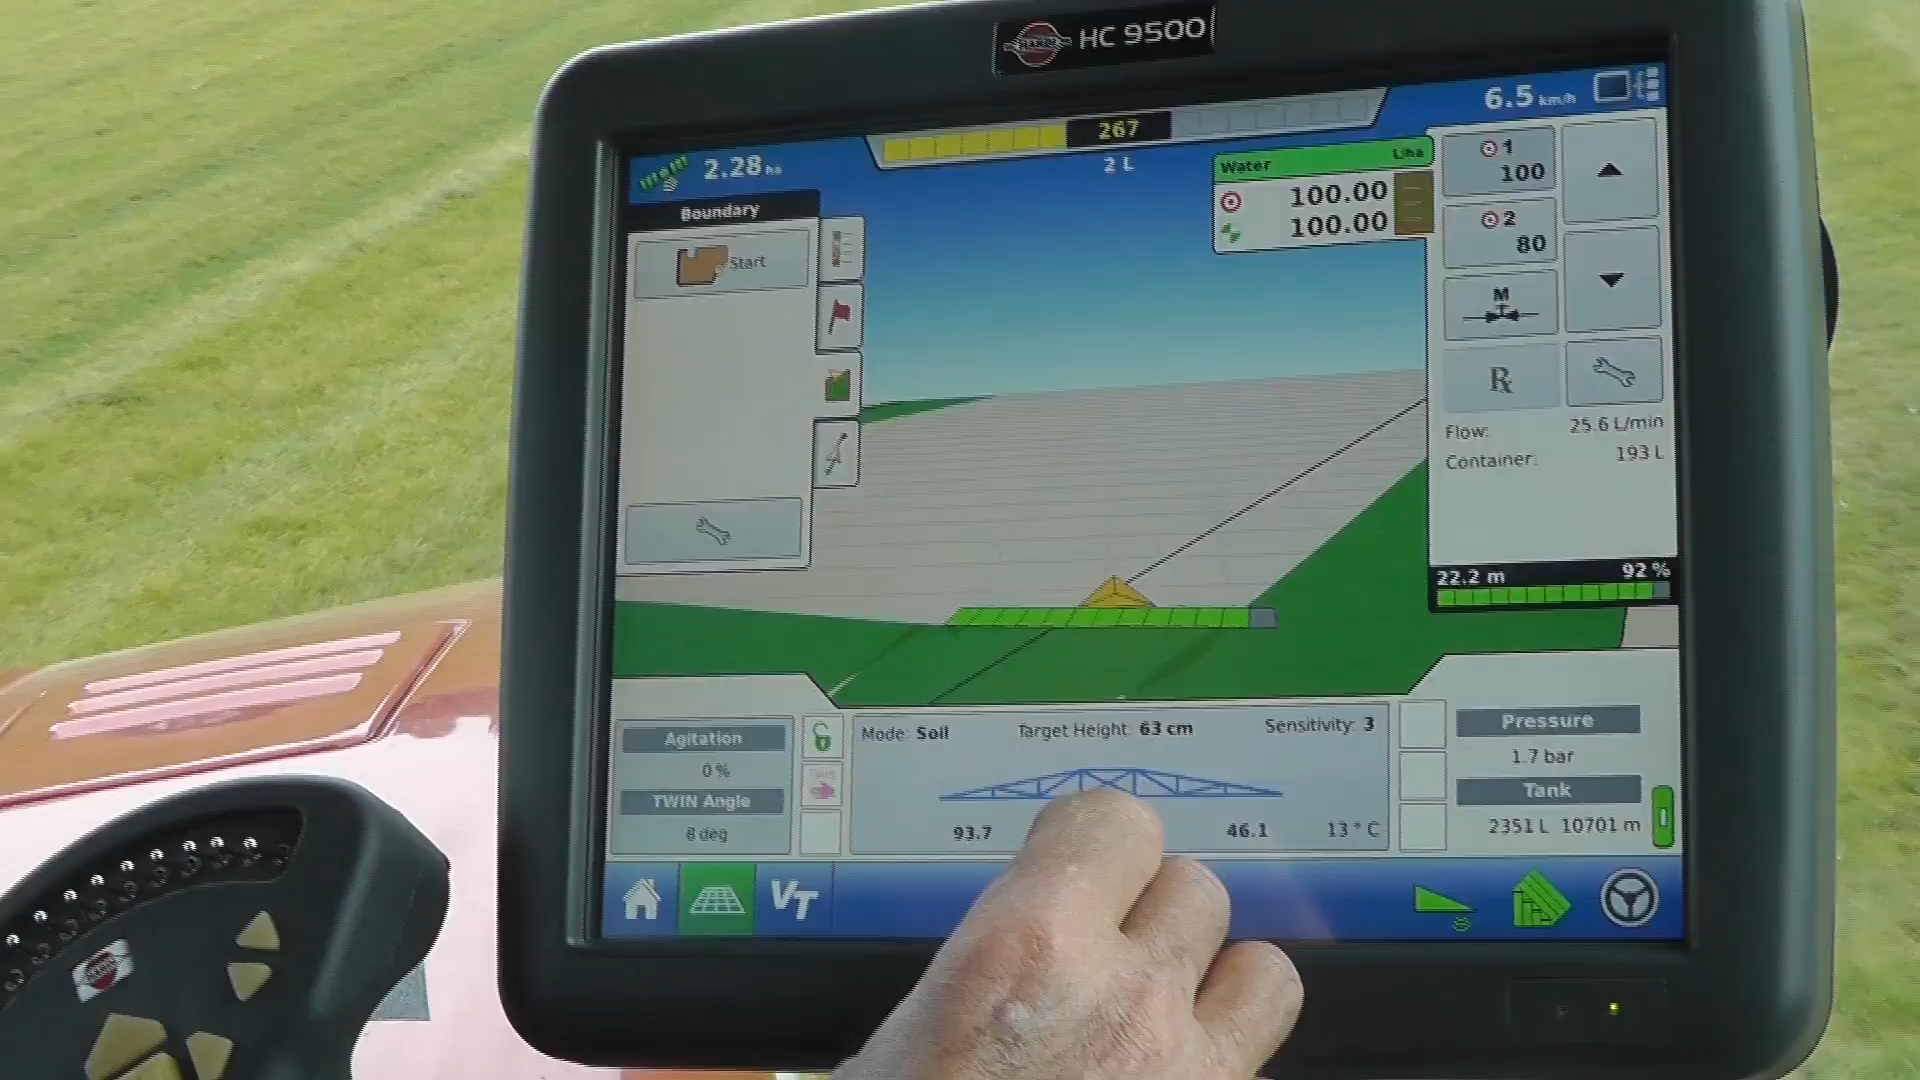 HARDI HC 9500
6.5 km/h
267
2 L
2.28 ha
Boundary
Start
Water L/ha
100.00
100.00
1
100
2
80
M
Rx
Flow: 25.6 L/min
Container: 193 L
22.2 m 92 %
Agitation
0 %
TWIN Angle
8 deg
Mode: Soil Target Height: 63 cm Sensitivity: 3
93.7 46.1 13°C
Pressure
1.7 bar
Tank
2351 L 10701 m
VT
HARDI